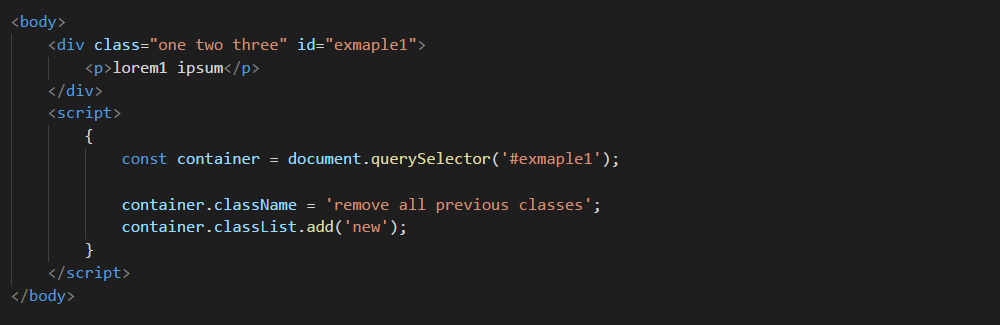 <body>
<div class="one two three" id="exmaple1">
<p>lorem1 ipsum</p>
</div>
<script>
{
const container = document.querySelector('#exmaple1');
container.className = 'remove all previous classes';
container.classList.add('new');
}
</script>
</body>